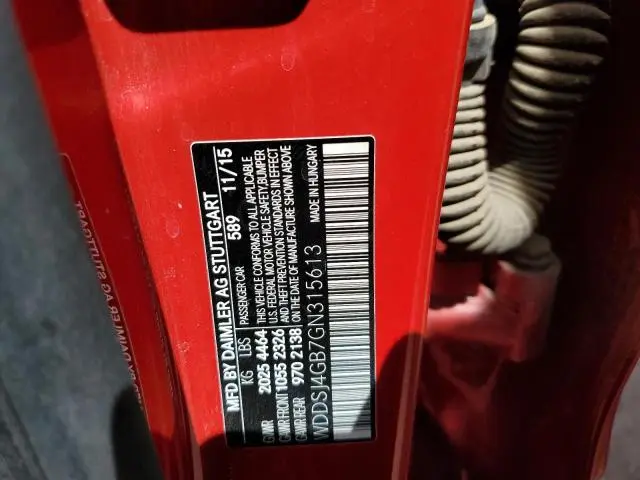 MFD BY DAIMLER AG STUTTGART
KG LBS PASSENGER CAR 589 11/15
GVWR 2025 4464 THIS VEHICLE CONFORMS TO ALL APPLICABLE
GAWR FRONT 1055 2326 U.S. FEDERAL MOTOR VEHICLE SAFETY, BUMPER
GAWR REAR 970 2138 AND THEFT PREVENTION STANDARDS IN EFFECT
ON THE DATE OF MANUFACTURE SHOWN ABOVE
WDDSJ4GB7GN315613 MADE IN HUNGARY